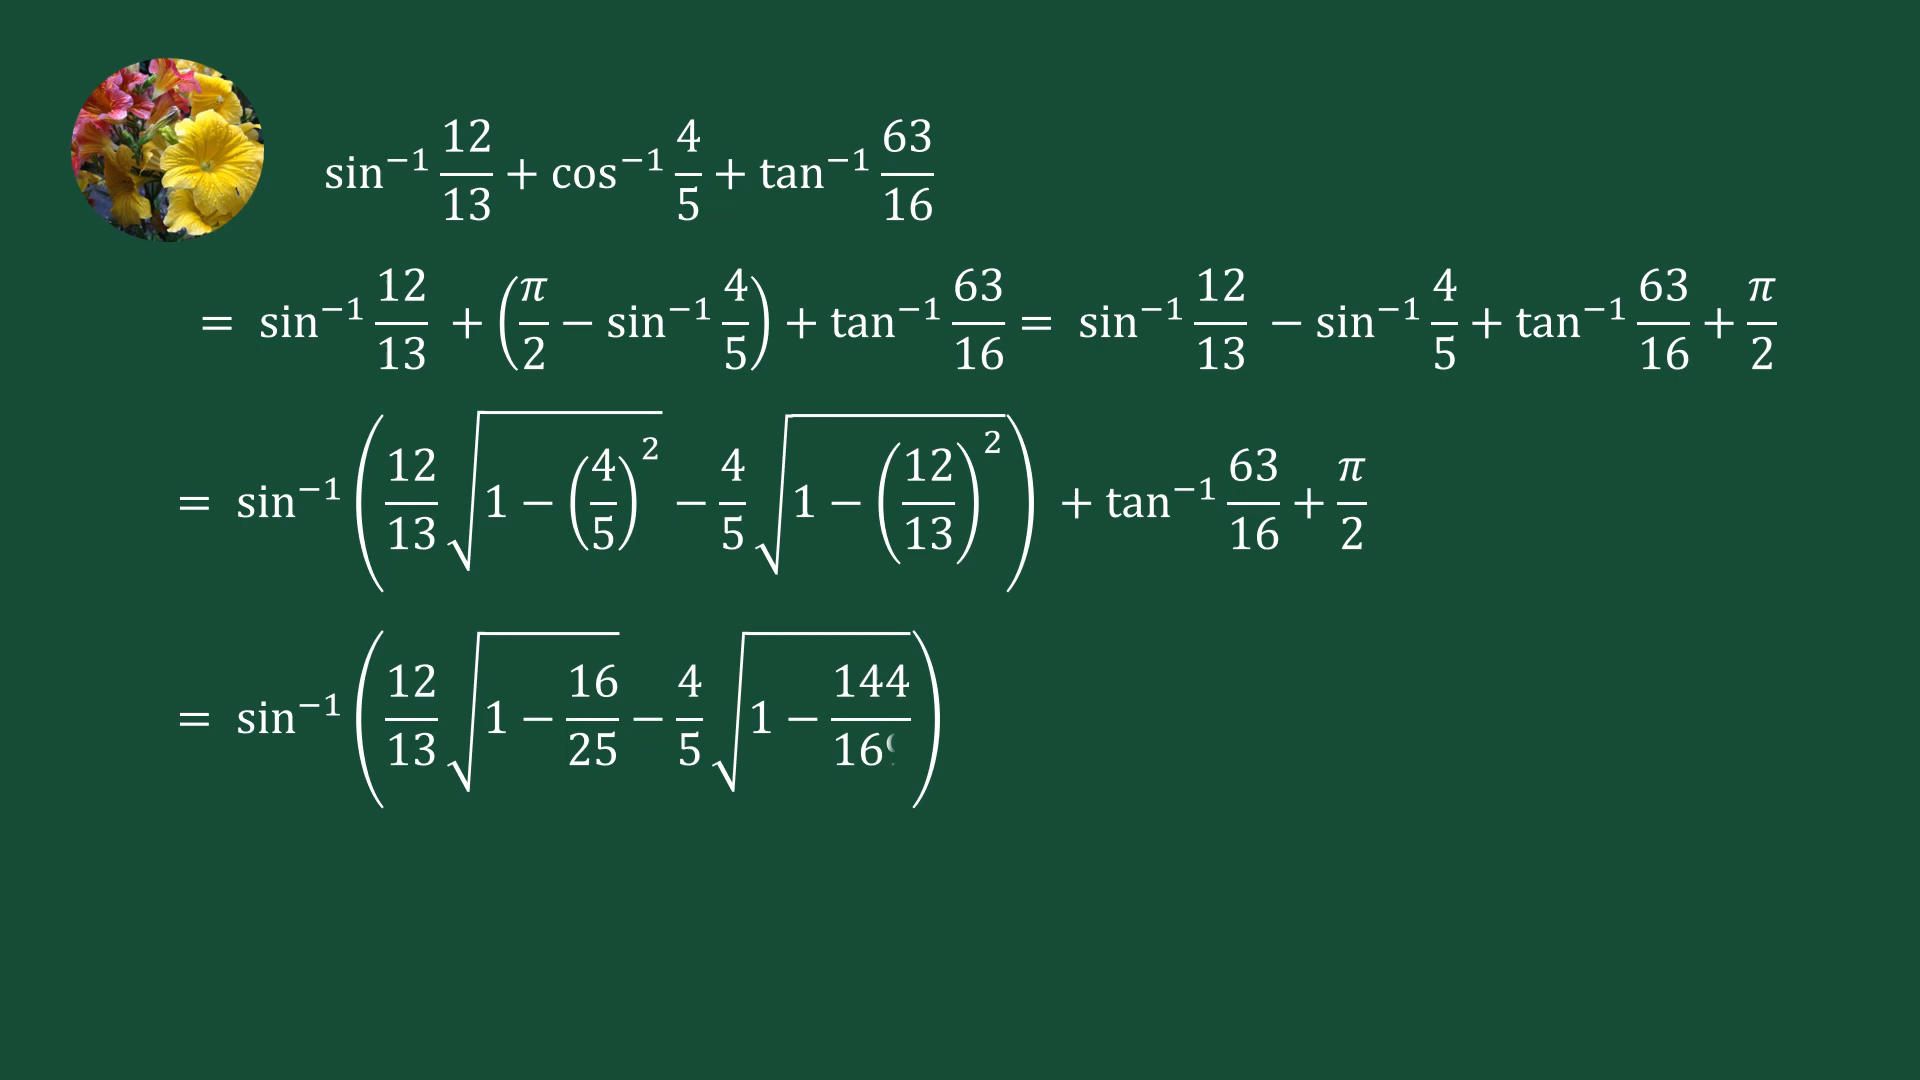 sin⁻¹ 12/13 + cos⁻¹ 4/5 + tan⁻¹ 63/16
= sin⁻¹ 12/13 + (π/2 − sin⁻¹ 4/5) + tan⁻¹ 63/16 = sin⁻¹ 12/13 − sin⁻¹ 4/5 + tan⁻¹ 63/16 + π/2
= sin⁻¹ (12/13 √(1 − (4/5)²) − 4/5 √(1 − (12/13)²)) + tan⁻¹ 63/16 + π/2
= sin⁻¹ (12/13 √(1 − 16/25) − 4/5 √(1 − 144/16))